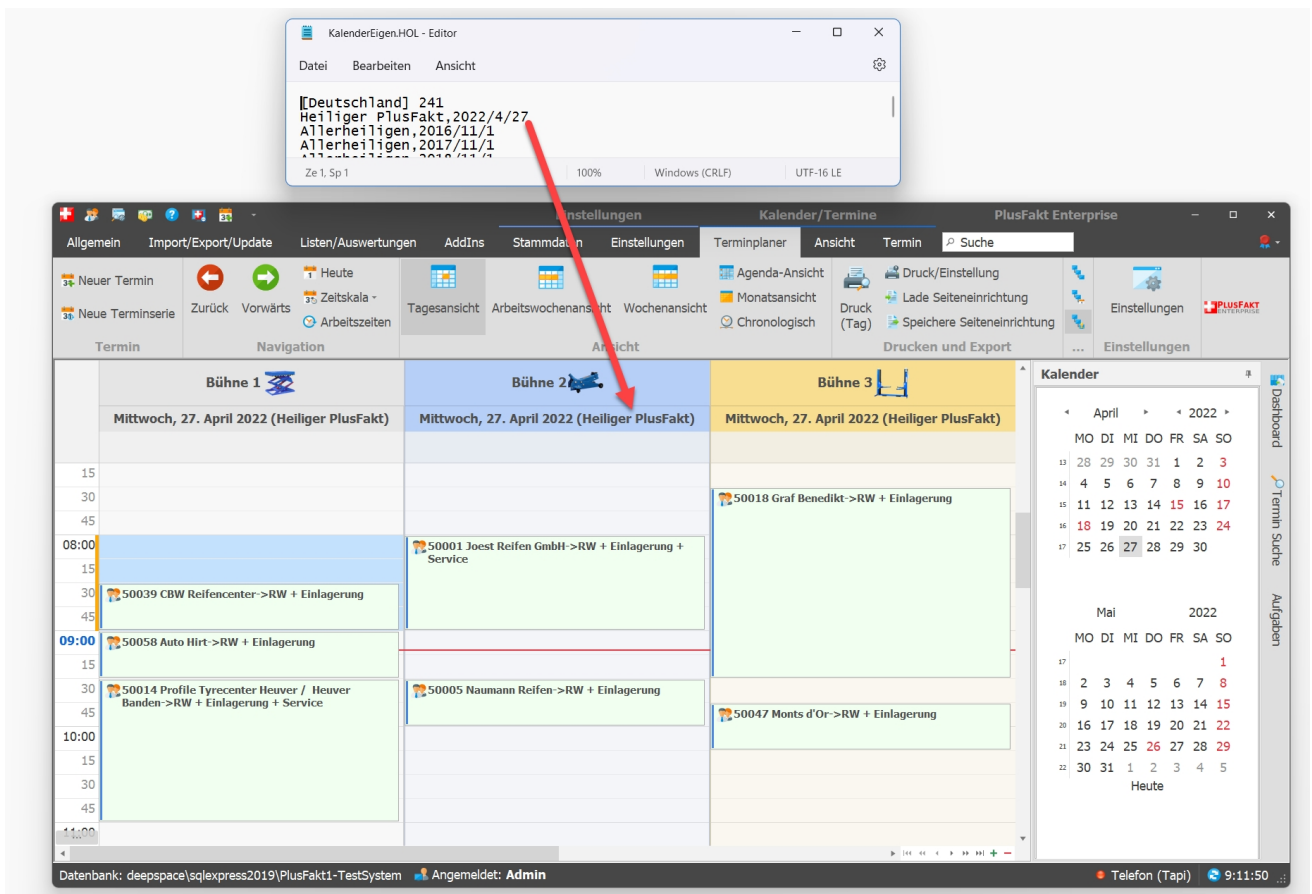 KalenderEigen.HOL - Editor
Datei Bearbeiten Ansicht
[Deutschland] 241
Heiliger PlusFakt,2022/4/27
Allerheiligen,2016/11/1
Allerheiligen,2017/11/1
Allerheiligen,2018/11/1
Ze 1, Sp 1 100% Windows (CRLF) UTF-16 LE
Einstellungen Kalender/Termine PlusFakt Enterprise
Allgemein Import/Export/Update Listen/Auswertungen AddIns Stammdaten Einstellungen Terminplaner Ansicht Termin Suche
Neuer Termin
Neue Terminserie
Termin
Zurück Vorwärts
Heute
Zeitskala
Arbeitszeiten
Navigation
Tagesansicht Arbeitswochenansicht Wochenansicht
Agenda-Ansicht
Monatsansicht
Chronologisch
Ansicht
Druck
(Tag)
Druck/Einstellung
Lade Seiteneinrichtung
Speichere Seiteneinrichtung
Drucken und Export
...
Einstellungen
Einstellungen
PLUSFAKT
ENTERPRISE
Bühne 1 Bühne 2 Bühne 3
Mittwoch, 27. April 2022 (Heiliger PlusFakt) Mittwoch, 27. April 2022 (Heiliger PlusFakt) Mittwoch, 27. April 2022 (Heiliger PlusFakt)
15
30
45
08:00
15
30
45
09:00
15
30
45
10:00
15
30
45
11:00
50039 CBW Reifencenter->RW + Einlagerung
50058 Auto Hirt->RW + Einlagerung
50014 Profile Tyrecenter Heuver / Heuver
Banden->RW + Einlagerung + Service
50001 Joest Reifen GmbH->RW + Einlagerung +
Service
50005 Naumann Reifen->RW + Einlagerung
50018 Graf Benedikt->RW + Einlagerung
50047 Monts d'Or->RW + Einlagerung
Kalender
April 2022
MO DI MI DO FR SA SO
13 28 29 30 31 1 2 3
14 4 5 6 7 8 9 10
15 11 12 13 14 15 16 17
16 18 19 20 21 22 23 24
17 25 26 27 28 29 30
Mai 2022
MO DI MI DO FR SA SO
17 1
18 2 3 4 5 6 7 8
19 9 10 11 12 13 14 15
20 16 17 18 19 20 21 22
21 23 24 25 26 27 28 29
22 30 31 1 2 3 4 5
Heute
Dashboard
Termin Suche
Aufgaben
Datenbank: deepspace\sqlexpress2019\PlusFakt1-TestSystem Angemeldet: Admin Telefon (Tapi) 9:11:50